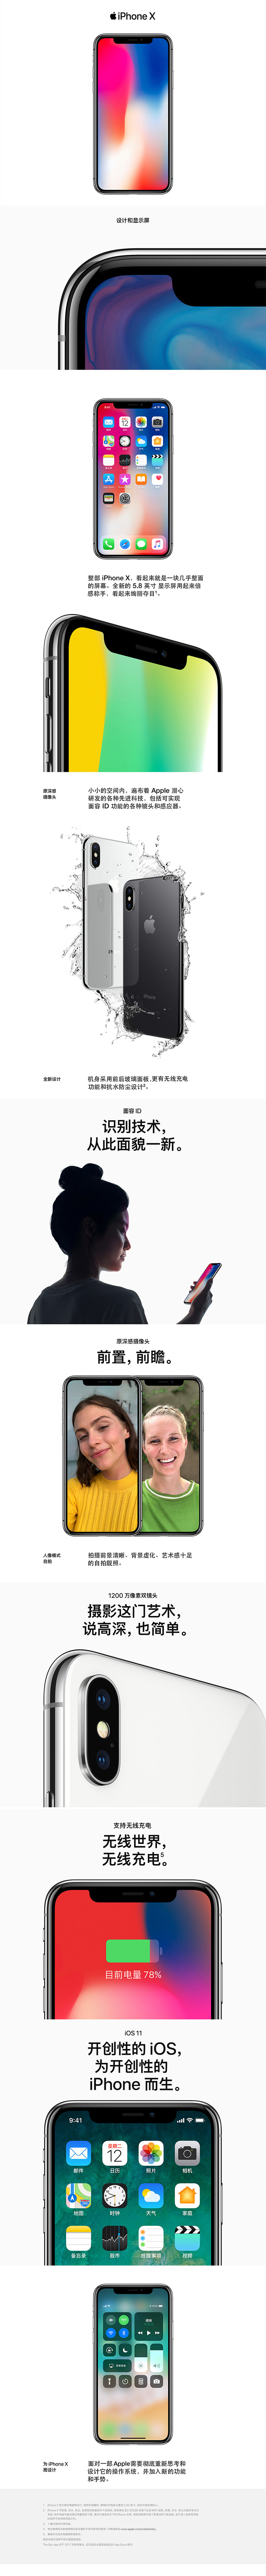 iPhone X
设计和显示屏
整部 iPhone X，看起来就是一块几乎整面
的屏幕。全新的 5.8 英寸 显示屏用起来倍
感称手，看起来绚丽夺目¹。
原深感
摄像头
小小的空间内，遍布着 Apple 潜心
研发的各种先进科技，包括可实现
面容 ID 功能的各种镜头和感应器。
iPhone
全新设计
机身采用前后玻璃面板，更有无线充电
功能和抗水防尘设计²。
面容 ID
识别技术，
从此面貌一新。
原深感摄像头
前置，前瞻。
人像模式
自拍
拍摄前景清晰、背景虚化、艺术感十足
的自拍靓照。
1200 万像素双镜头
摄影这门艺术，
说高深，也简单。
支持无线充电
无线世界，
无线充电⁵。
目前电量 78%
iOS 11
开创性的 iOS，
为开创性的
iPhone 而生。
9:41
星期二
12
邮件
日历
照片
相机
地图
时钟
天气
家庭
备忘录
股市
提醒事项
视频
为 iPhone X
而设计
面对一部 Apple需要彻底重新思考和
设计它的操作系统，并加入新的功能
和手势。